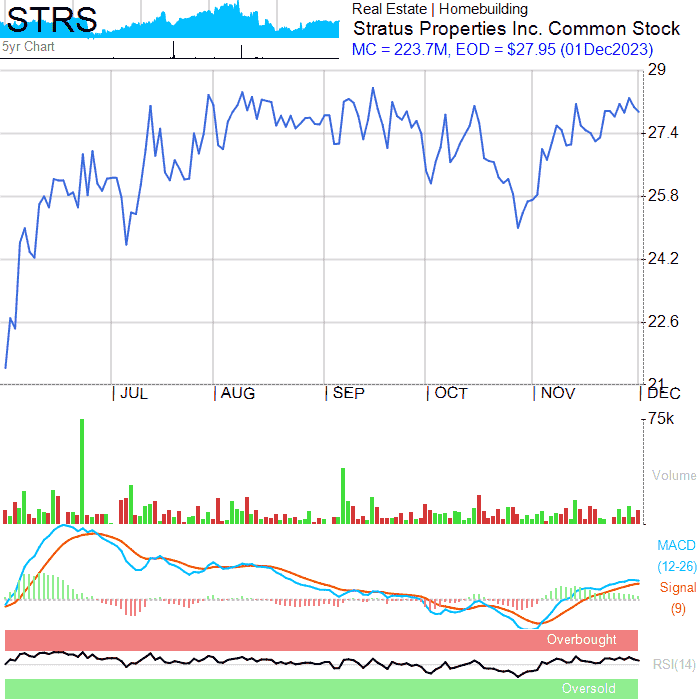 STRS
5yr Chart
Real Estate | Homebuilding
Stratus Properties Inc. Common Stock
MC = 223.7M, EOD = $27.95 (01Dec2023)
29
27.4
25.8
24.2
22.6
21
JUL AUG SEP OCT NOV DEC
75k
Volume
MACD
(12-26)
Signal
(9)
Overbought
RSI(14)
Oversold